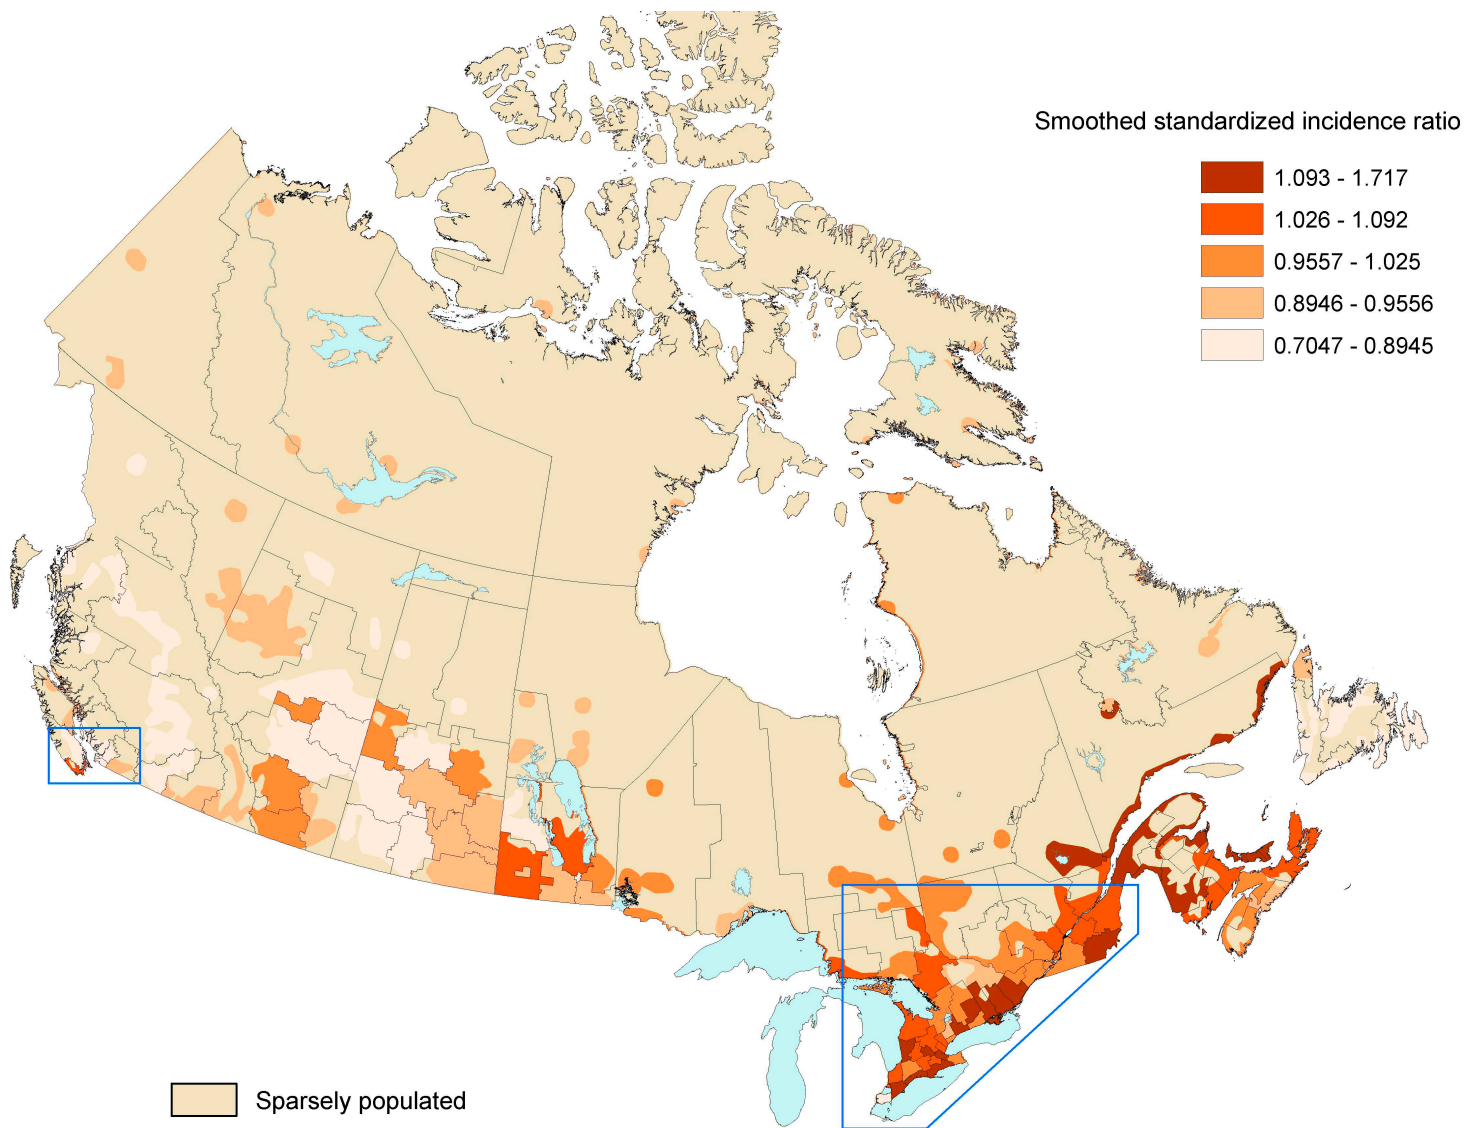 Smoothed standardized incidence ratio
1.093 - 1.717
1.026 - 1.092
0.9557 - 1.025
0.8946 - 0.9556
0.7047 - 0.8945
Sparsely populated